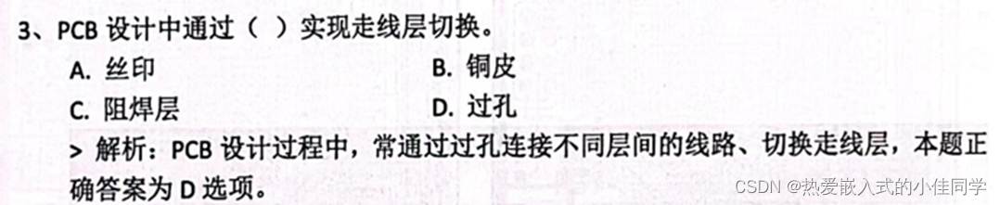 3、PCB 设计中通过（ ）实现走线层切换。
A. 丝印 B. 铜皮
C. 阻焊层 D. 过孔
> 解析：PCB 设计过程中，常通过过孔连接不同层间的线路、切换走线层，本题正
确答案为 D 选项。
CSDN @热爱嵌入式的小佳同学